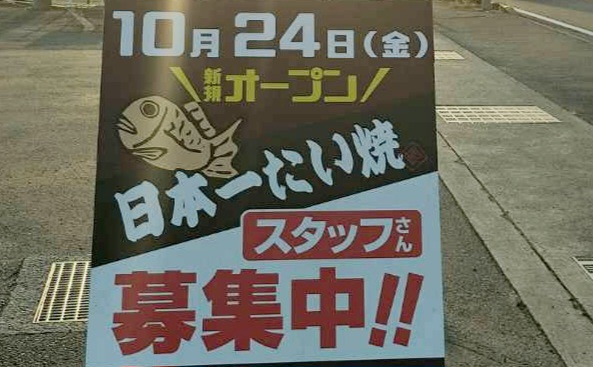 10月24日(金)
新規オープン
日本一たい焼
スタッフさん
募集中!!